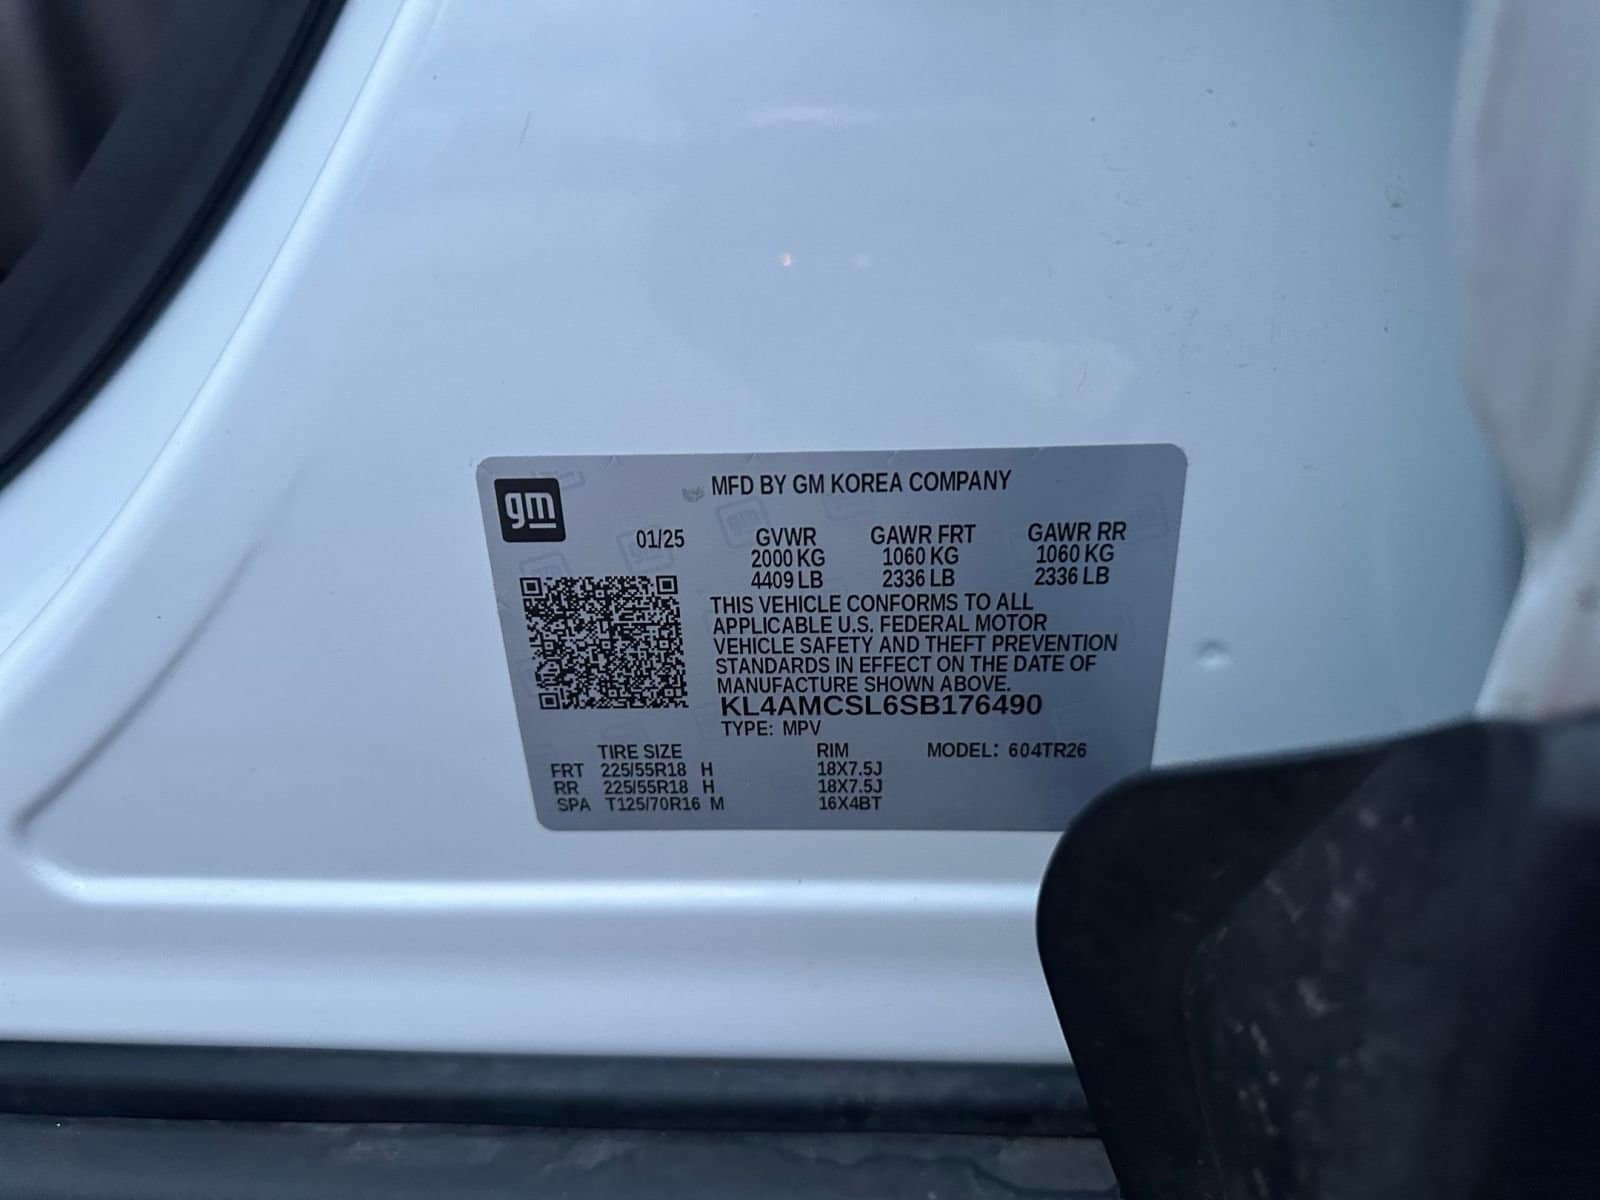 gm
MFD BY GM KOREA COMPANY
01/25 GVWR GAWR FRT GAWR RR
2000 KG 1060 KG 1060 KG
4409 LB 2336 LB 2336 LB
THIS VEHICLE CONFORMS TO ALL
APPLICABLE U.S. FEDERAL MOTOR
VEHICLE SAFETY AND THEFT PREVENTION
STANDARDS IN EFFECT ON THE DATE OF
MANUFACTURE SHOWN ABOVE.
KL4AMCSL6SB176490
TYPE: MPV
TIRE SIZE RIM MODEL: 604TR26
FRT 225/55R18 H 18X7.5J
RR 225/55R18 H 18X7.5J
SPA T125/70R16 M 16X4BT